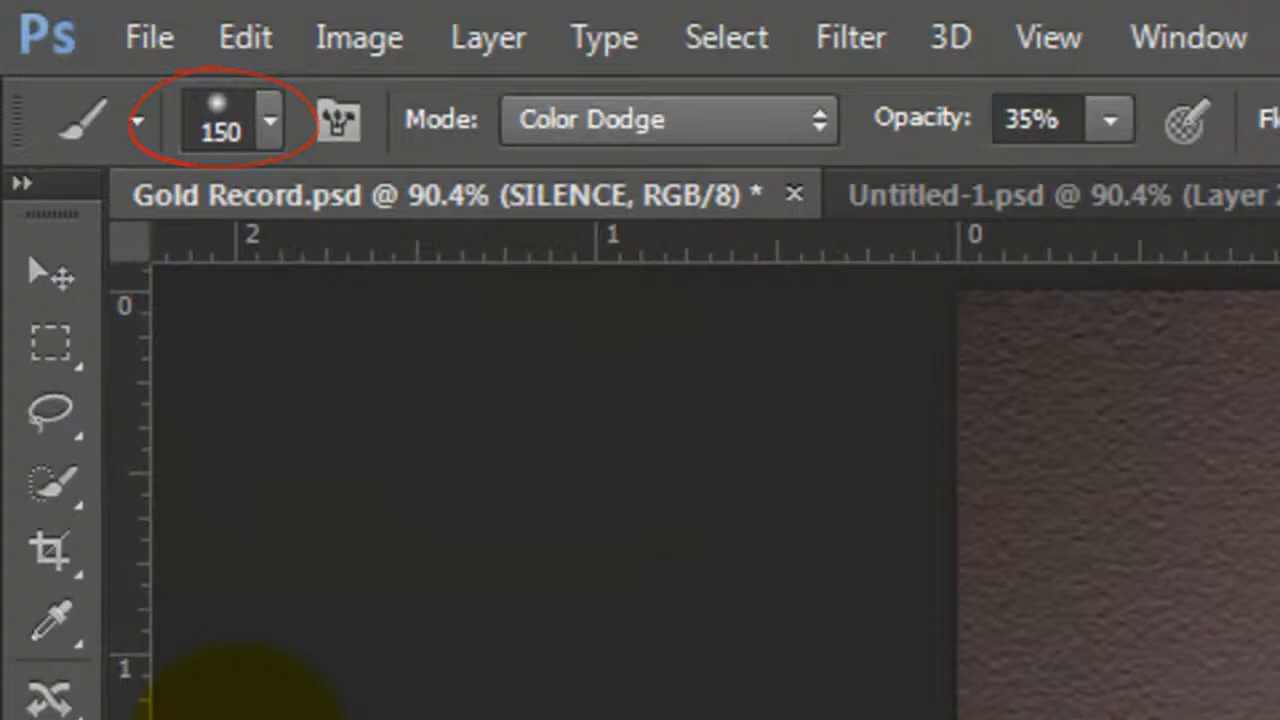 Ps File Edit Image Layer Type Select Filter 3D View Window
150 Mode: Color Dodge Opacity: 35%
Gold Record.psd @ 90.4% (SILENCE, RGB/8) * × Untitled-1.psd @ 90.4% (Layer
2 1 0
0
1